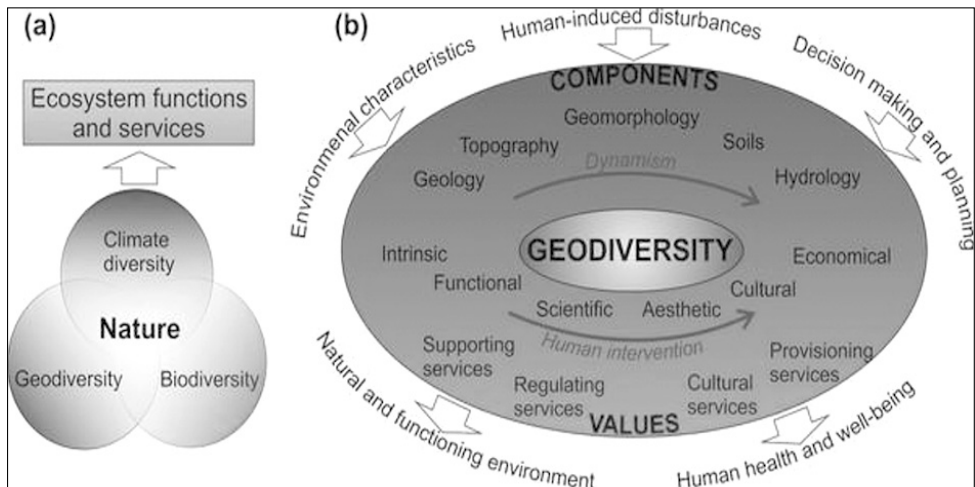 (a)
Ecosystem functions
and services
Climate
diversity
Nature
Geodiversity
Biodiversity
(b)
Human-induced disturbances
Environmenal characteristics
Decision making and planning
COMPONENTS
Geomorphology
Topography
Soils
Geology
Dynamism
Hydrology
GEODIVERSITY
Intrinsic
Economical
Functional
Cultural
Scientific
Aesthetic
Human intervention
Supporting
services
Provisioning
services
Regulating
services
Cultural
services
VALUES
Natural and functioning environment
Human health and well-being